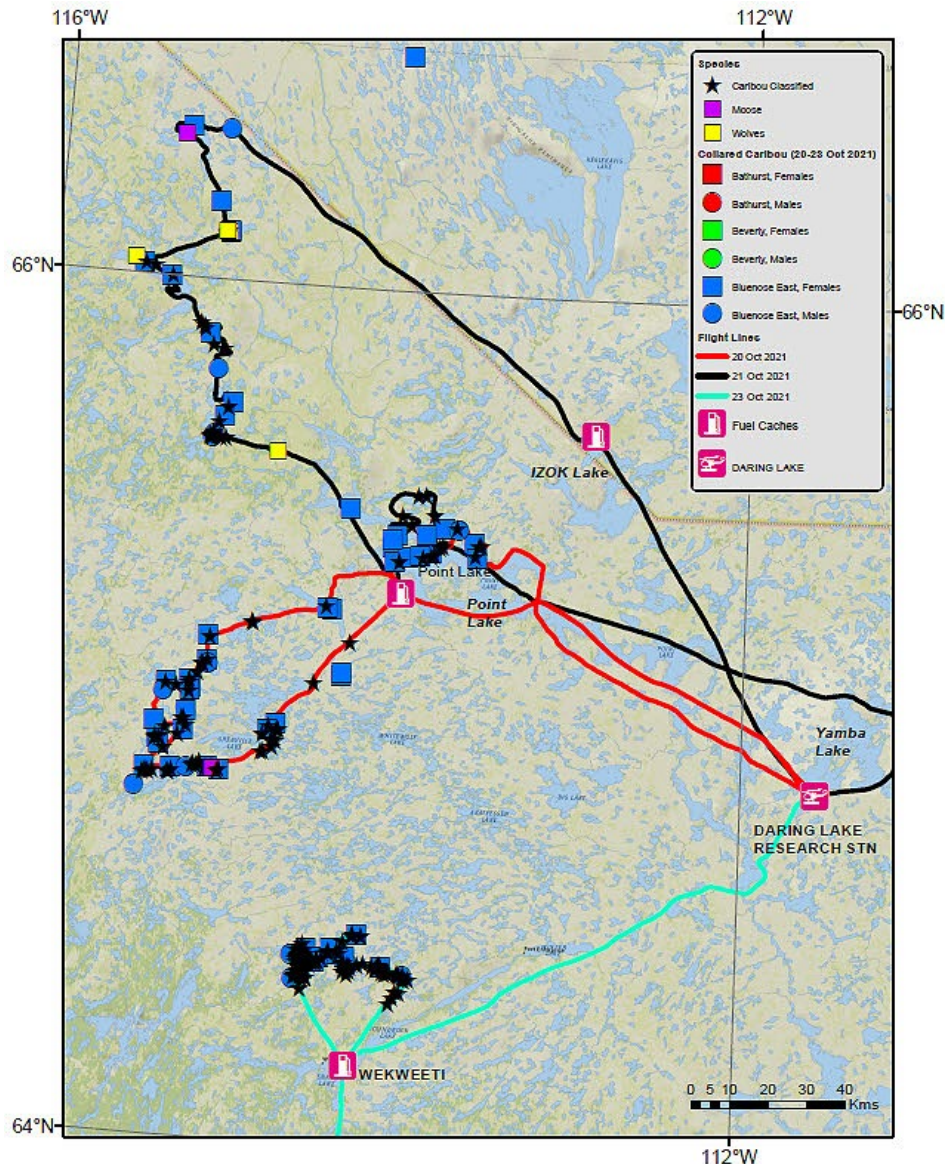 116°W
112°W
Species
Caribou Classified
Moose
Wolves
Collared Caribou (20-23 Oct 2021)
Bathurst, Females
Bathurst, Males
Beverly, Females
Beverly, Males
Bluenose East, Females
Bluenose East, Males
Flight Lines
20 Oct 2021
21 Oct 2021
23 Oct 2021
Fuel Caches
DARING LAKE
66°N
66°N
IZOK Lake
Point Lake
Point
Lake
Yamba
Lake
DARING LAKE
RESEARCH STN
WEKWEETI
0 5 10 20 30 40
Kms
64°N
112°W